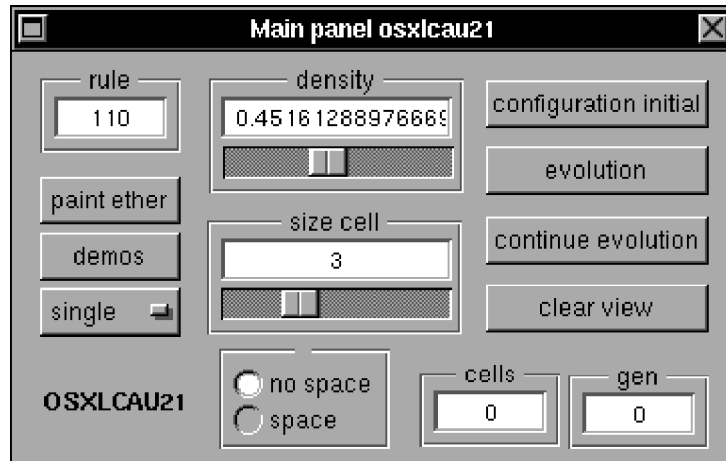 Main panel osxlcau21
rule
110
density
0.45161288976669
configuration initial
evolution
paint ether
demos
single
size cell
3
continue evolution
clear view
OSXLCAU21
no space
space
cells
0
gen
0